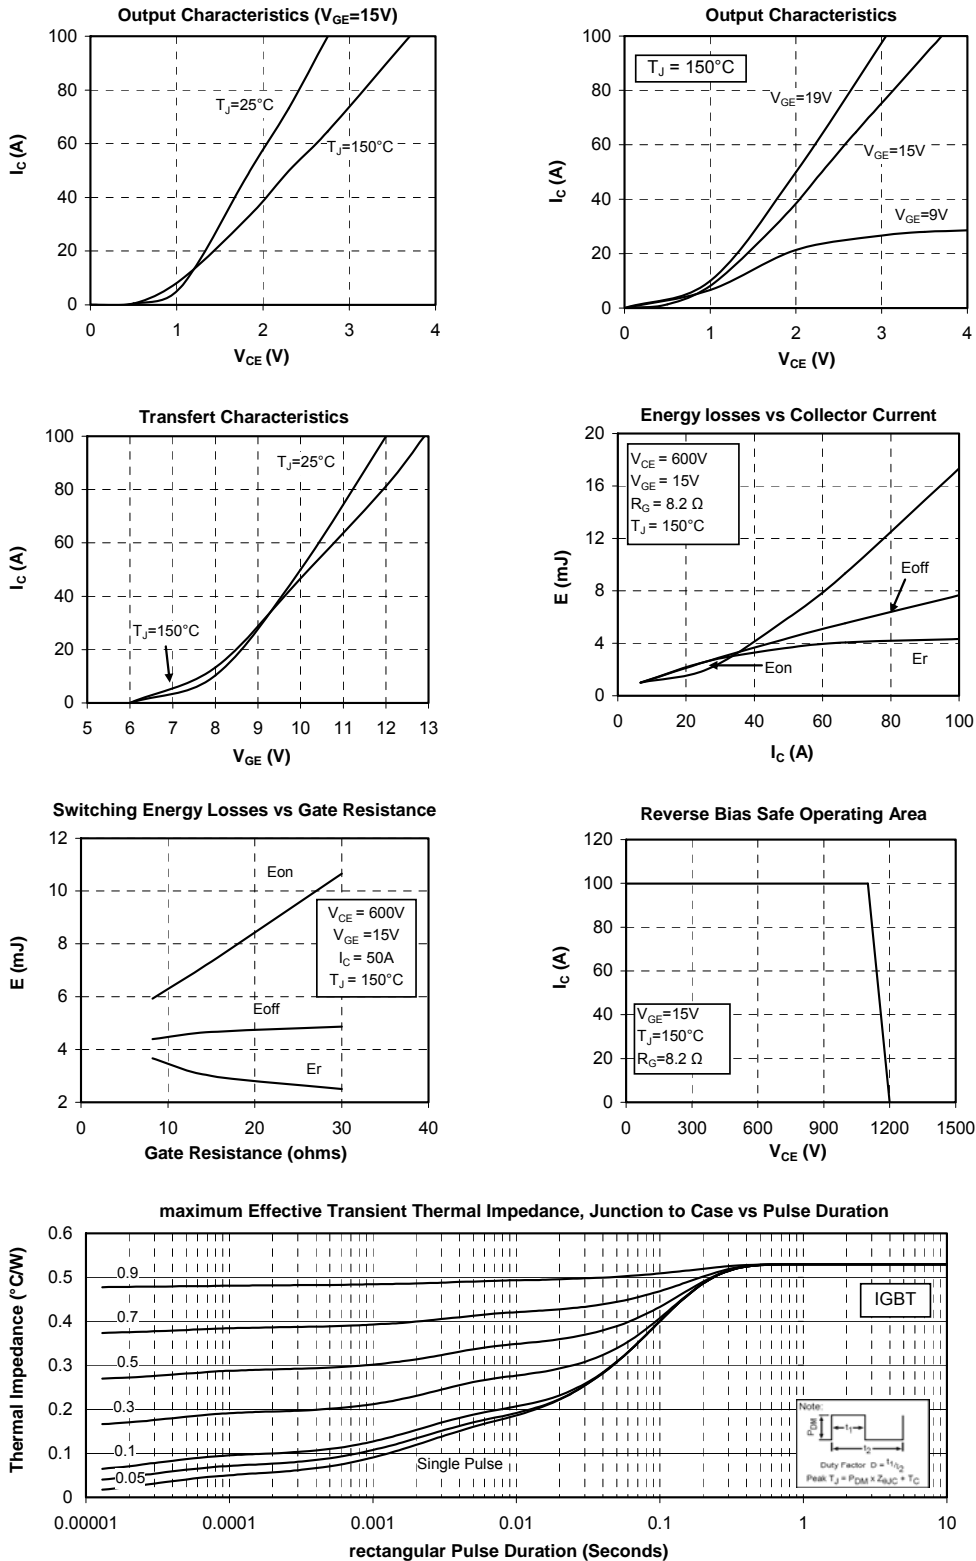 Output Characteristics (VGE=15V)
100
80
60
40
20
0
0 1 2 3 4
IC (A)
VCE (V)
TJ=25°C
TJ=150°C
Output Characteristics
100
80
60
40
20
0
0 1 2 3 4
IC (A)
VCE (V)
TJ = 150°C
VGE=19V
VGE=15V
VGE=9V
Transfert Characteristics
100
80
60
40
20
0
5 6 7 8 9 10 11 12 13
IC (A)
VGE (V)
TJ=25°C
TJ=150°C
Energy losses vs Collector Current
20
16
12
8
4
0
0 20 40 60 80 100
E (mJ)
IC (A)
VCE = 600V
VGE = 15V
RG = 8.2 Ω
TJ = 150°C
Eoff
Eon
Er
Switching Energy Losses vs Gate Resistance
12
10
8
6
4
2
0 10 20 30 40
E (mJ)
Gate Resistance (ohms)
Eon
VCE = 600V
VGE =15V
IC = 50A
TJ = 150°C
Eoff
Er
Reverse Bias Safe Operating Area
120
100
80
60
40
20
0
0 300 600 900 1200 1500
IC (A)
VCE (V)
VGE=15V
TJ=150°C
RG=8.2 Ω
maximum Effective Transient Thermal Impedance, Junction to Case vs Pulse Duration
0.6
0.5
0.4
0.3
0.2
0.1
0
0.00001 0.0001 0.001 0.01 0.1 1 10
Thermal Impedance (°C/W)
rectangular Pulse Duration (Seconds)
0.9
0.7
0.5
0.3
0.1
0.05
Single Pulse
IGBT
Note:
PDM
t1
t2
Duty Factor D = t1/t2
Peak TJ = PDM x ZθJC + TC